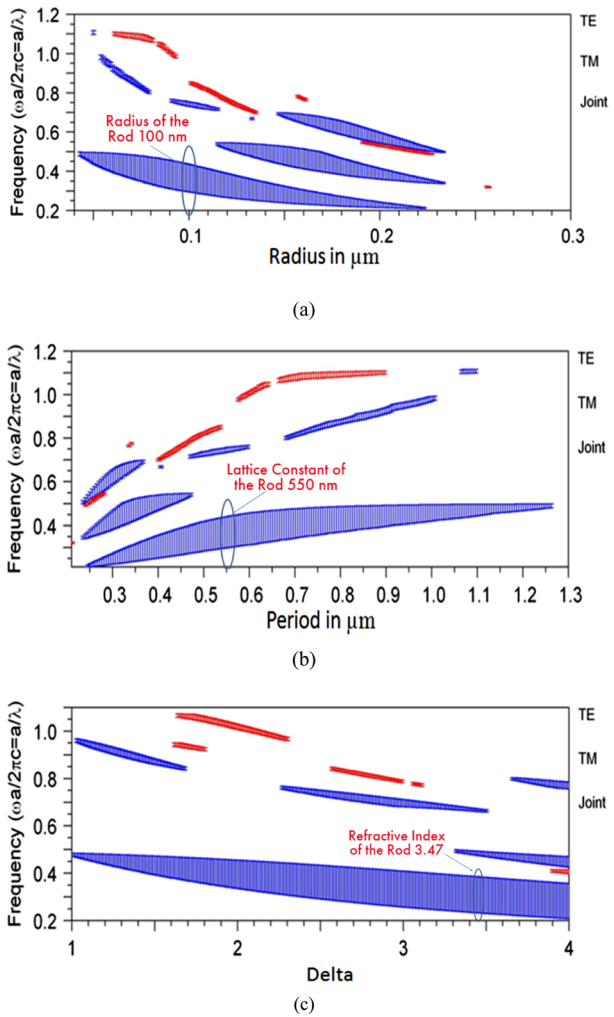 Frequency (ωa/2πc=a/λ)
1.2
1.0
0.8
0.6
0.4
0.2
Radius of the
Rod 100 nm
TE
TM
Joint
0.1
0.2
0.3
Radius in µm
(a)
Frequency (ωa/2πc=a/λ)
1.2
1.0
0.8
0.6
0.4
Lattice Constant of
the Rod 550 nm
TE
TM
Joint
0.3
0.4
0.5
0.6
0.7
0.8
0.9
1.0
1.1
1.2
1.3
Period in µm
(b)
Frequency (ωa/2πc=a/λ)
1.0
0.8
0.6
0.4
0.2
Refractive Index
of the Rod 3.47
TE
TM
Joint
1
2
3
4
Delta
(c)